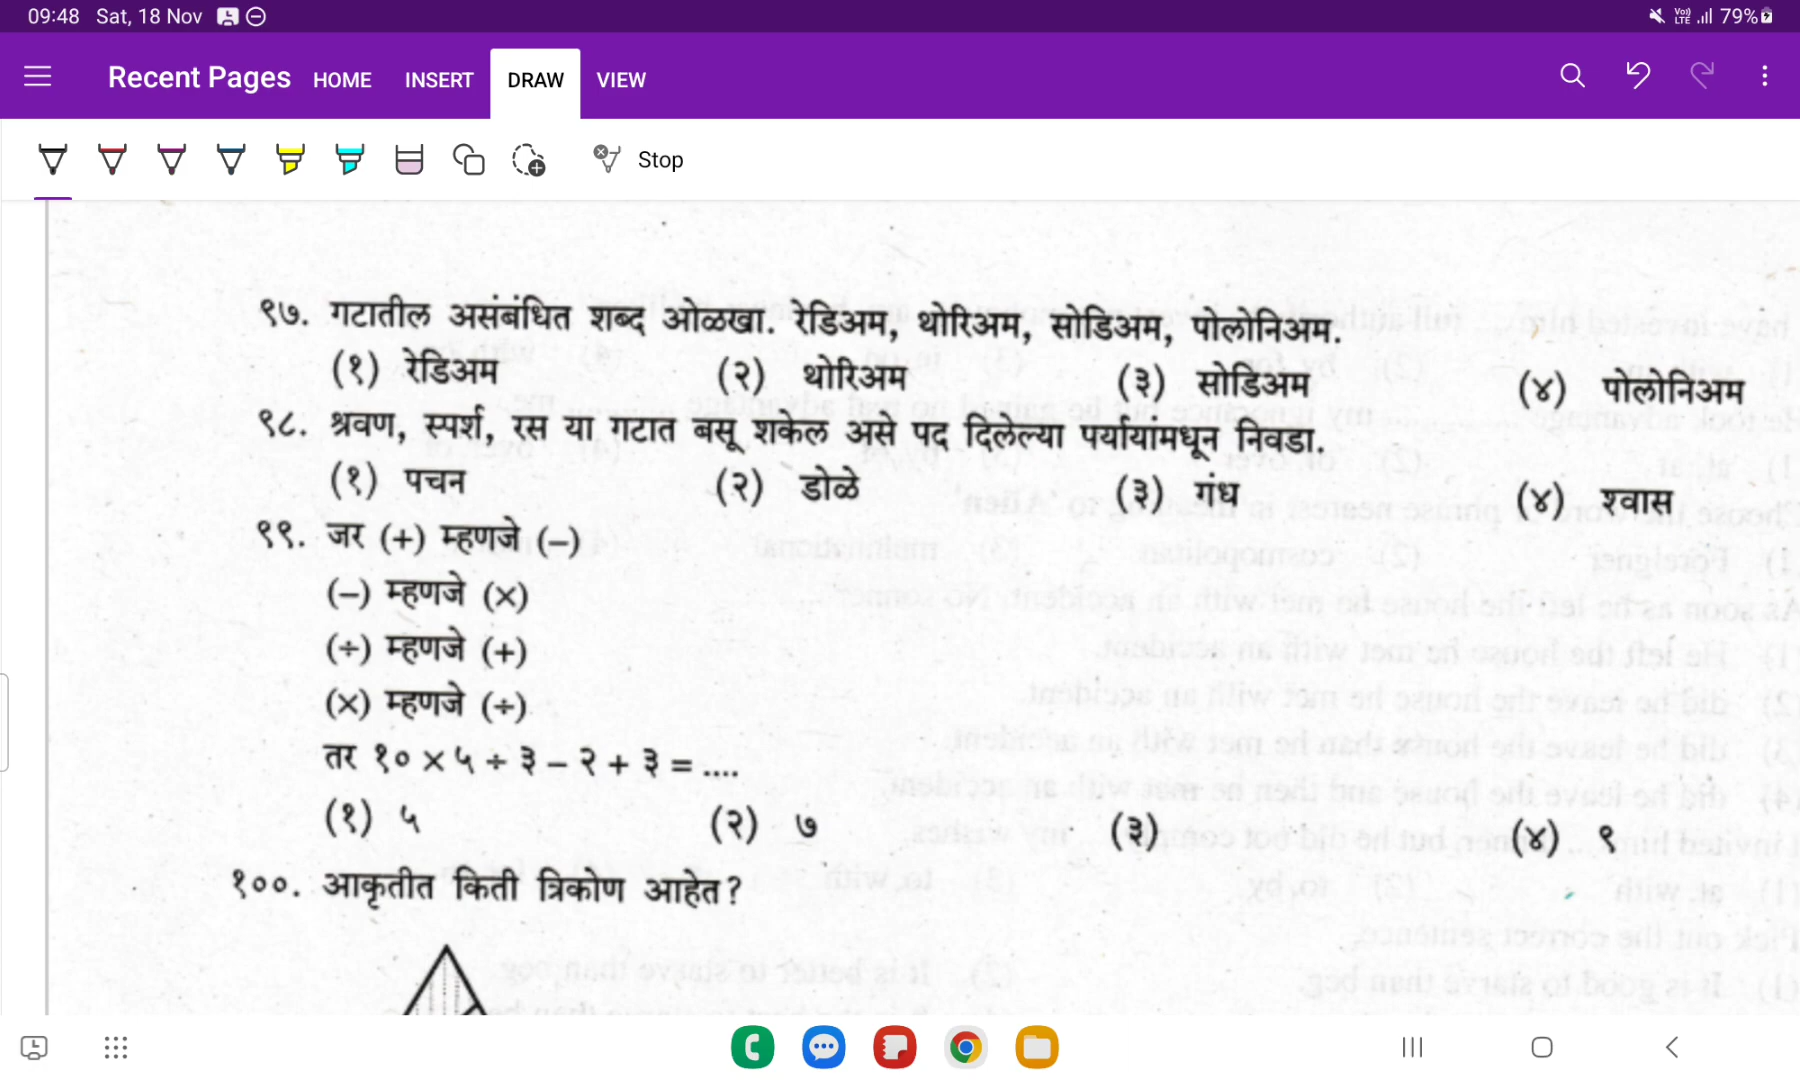 09:48 Sat, 18 Nov
Vo)) LTE 79%
Recent Pages HOME INSERT DRAW VIEW
Stop
९७. गटातील असंबंधित शब्द ओळखा. रेडिअम, थोरिअम, सोडिअम, पोलोनिअम.
(१) रेडिअम (२) थोरिअम (३) सोडिअम (४) पोलोनिअम
९८. श्रवण, स्पर्श, रस या गटात बसू शकेल असे पद दिलेल्या पर्यायांमधून निवडा.
(१) पचन (२) डोळे (३) गंध (४) श्वास
९९. जर (+) म्हणजे (−)
(−) म्हणजे (×)
(÷) म्हणजे (+)
(×) म्हणजे (÷)
तर १० × ५ ÷ ३ − २ + ३ = ....
(१) ५ (२) ७ (३) (४) ९
१००. आकृतीत किती त्रिकोण आहेत?